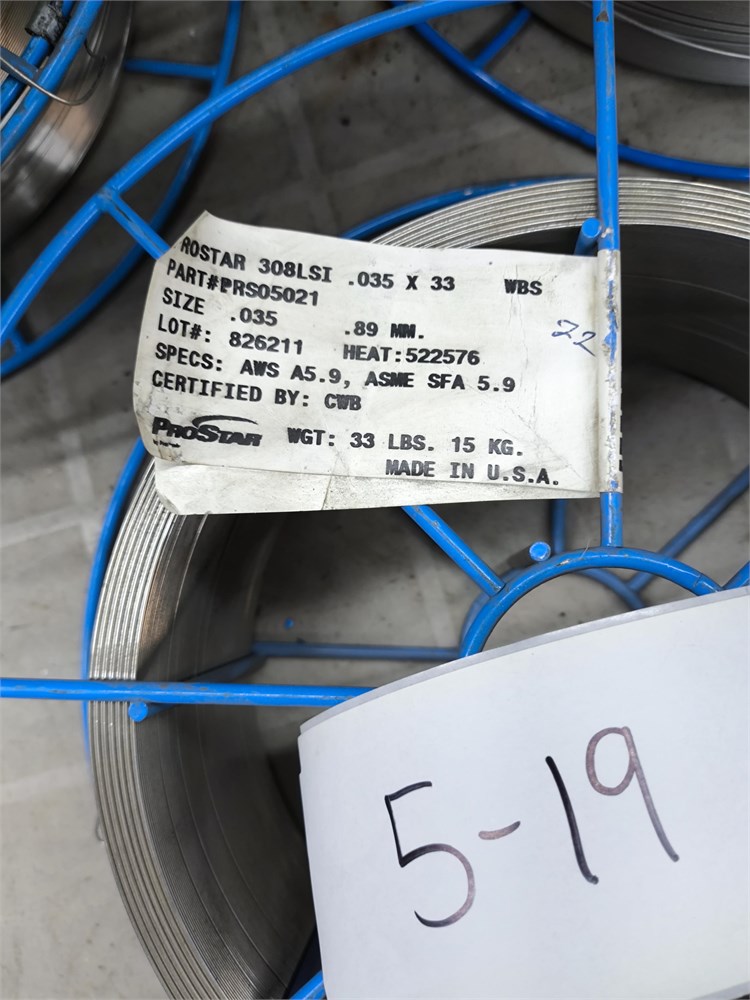 ROSTAR 308LSI .035 X 33 WBS
PART#PRS05021
SIZE .035 .89 MM.
22
LOT#: 826211 HEAT:522576
SPECS: AWS A5.9, ASME SFA 5.9
CERTIFIED BY: CWB
PROSTAR WGT: 33 LBS. 15 KG.
MADE IN U.S.A.
5-19